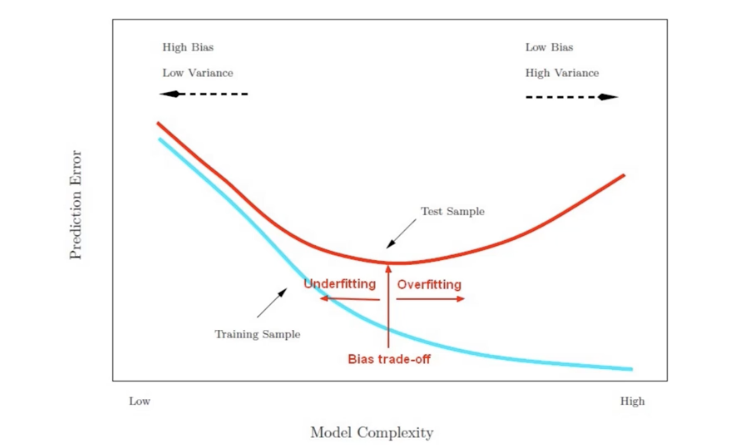 High Bias
Low Variance
Low Bias
High Variance
Prediction Error
Test Sample
Underfitting
Overfitting
Training Sample
Bias trade-off
Low
High
Model Complexity